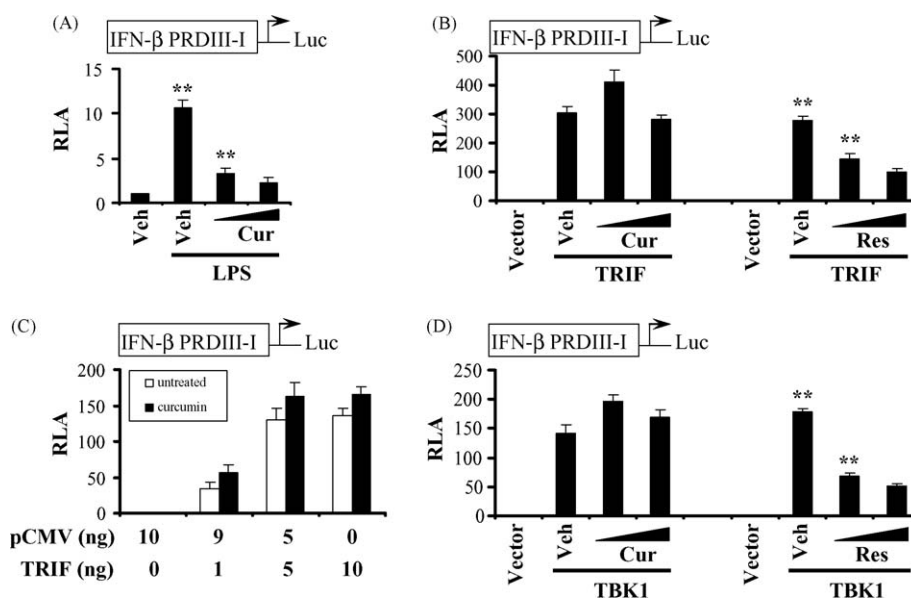 (A)
IFN-β PRDIII-I
Luc
15
10
5
0
RLA
**
**
Veh
Veh
Cur
LPS
(B)
IFN-β PRDIII-I
Luc
500
400
300
200
100
0
RLA
**
**
Vector
Veh
Cur
TRIF
Vector
Veh
Res
TRIF
(C)
IFN-β PRDIII-I
Luc
200
150
100
50
0
RLA
untreated
curcumin
pCMV (ng) 10 9 5 0
TRIF (ng) 0 1 5 10
(D)
IFN-β PRDIII-I
Luc
250
200
150
100
50
0
RLA
**
**
Vector
Veh
Cur
TBK1
Vector
Veh
Res
TBK1